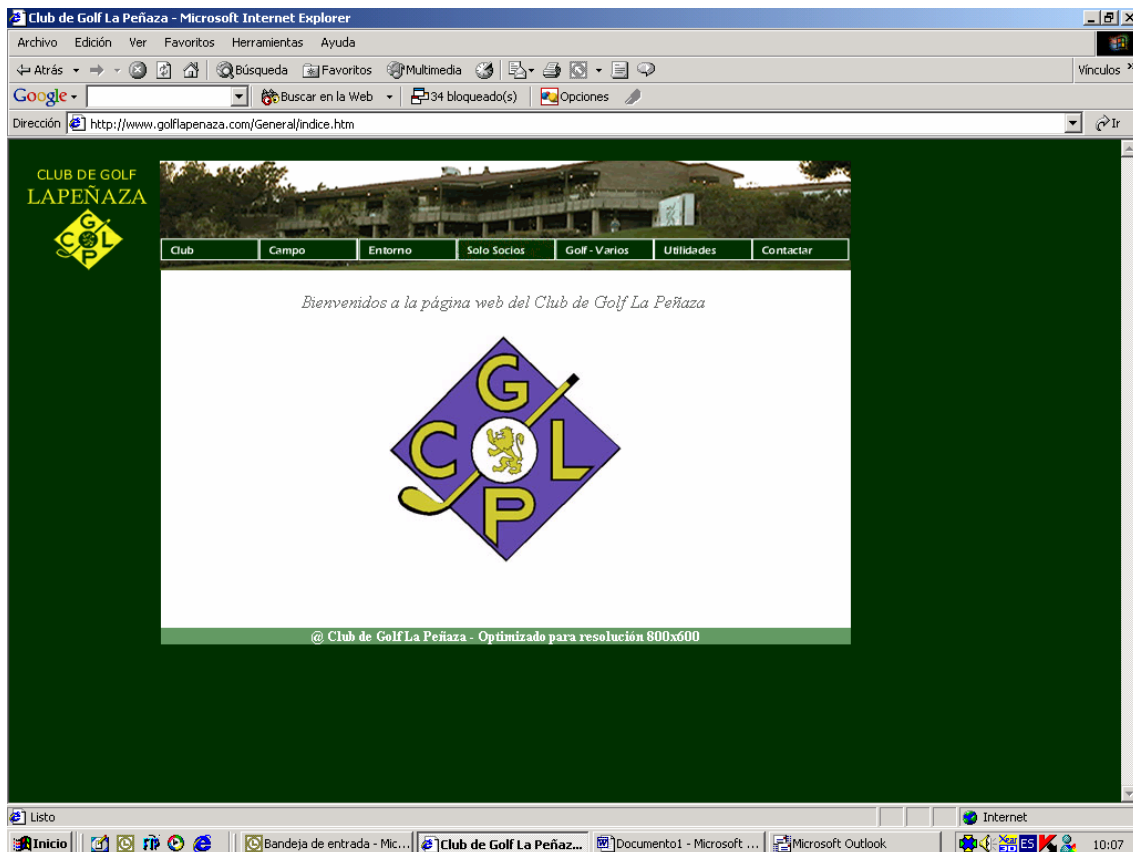 Club de Golf La Peñaza - Microsoft Internet Explorer
Archivo Edición Ver Favoritos Herramientas Ayuda
Atrás Búsqueda Favoritos Multimedia Vínculos »
Google Buscar en la Web 34 bloqueado(s) Opciones
Dirección http://www.golflapenaza.com/General/indice.htm Ir
CLUB DE GOLF
LAPEÑAZA
G
C L
P
Club Campo Entorno Solo Socios Golf - Varios Utilidades Contactar
Bienvenidos a la página web del Club de Golf La Peñaza
G
C L
P
@ Club de Golf La Peñaza - Optimizado para resolución 800x600
Listo Internet
Inicio Bandeja de entrada - Mic... Club de Golf La Peñaz... Documento1 - Microsoft ... Microsoft Outlook ES 10:07